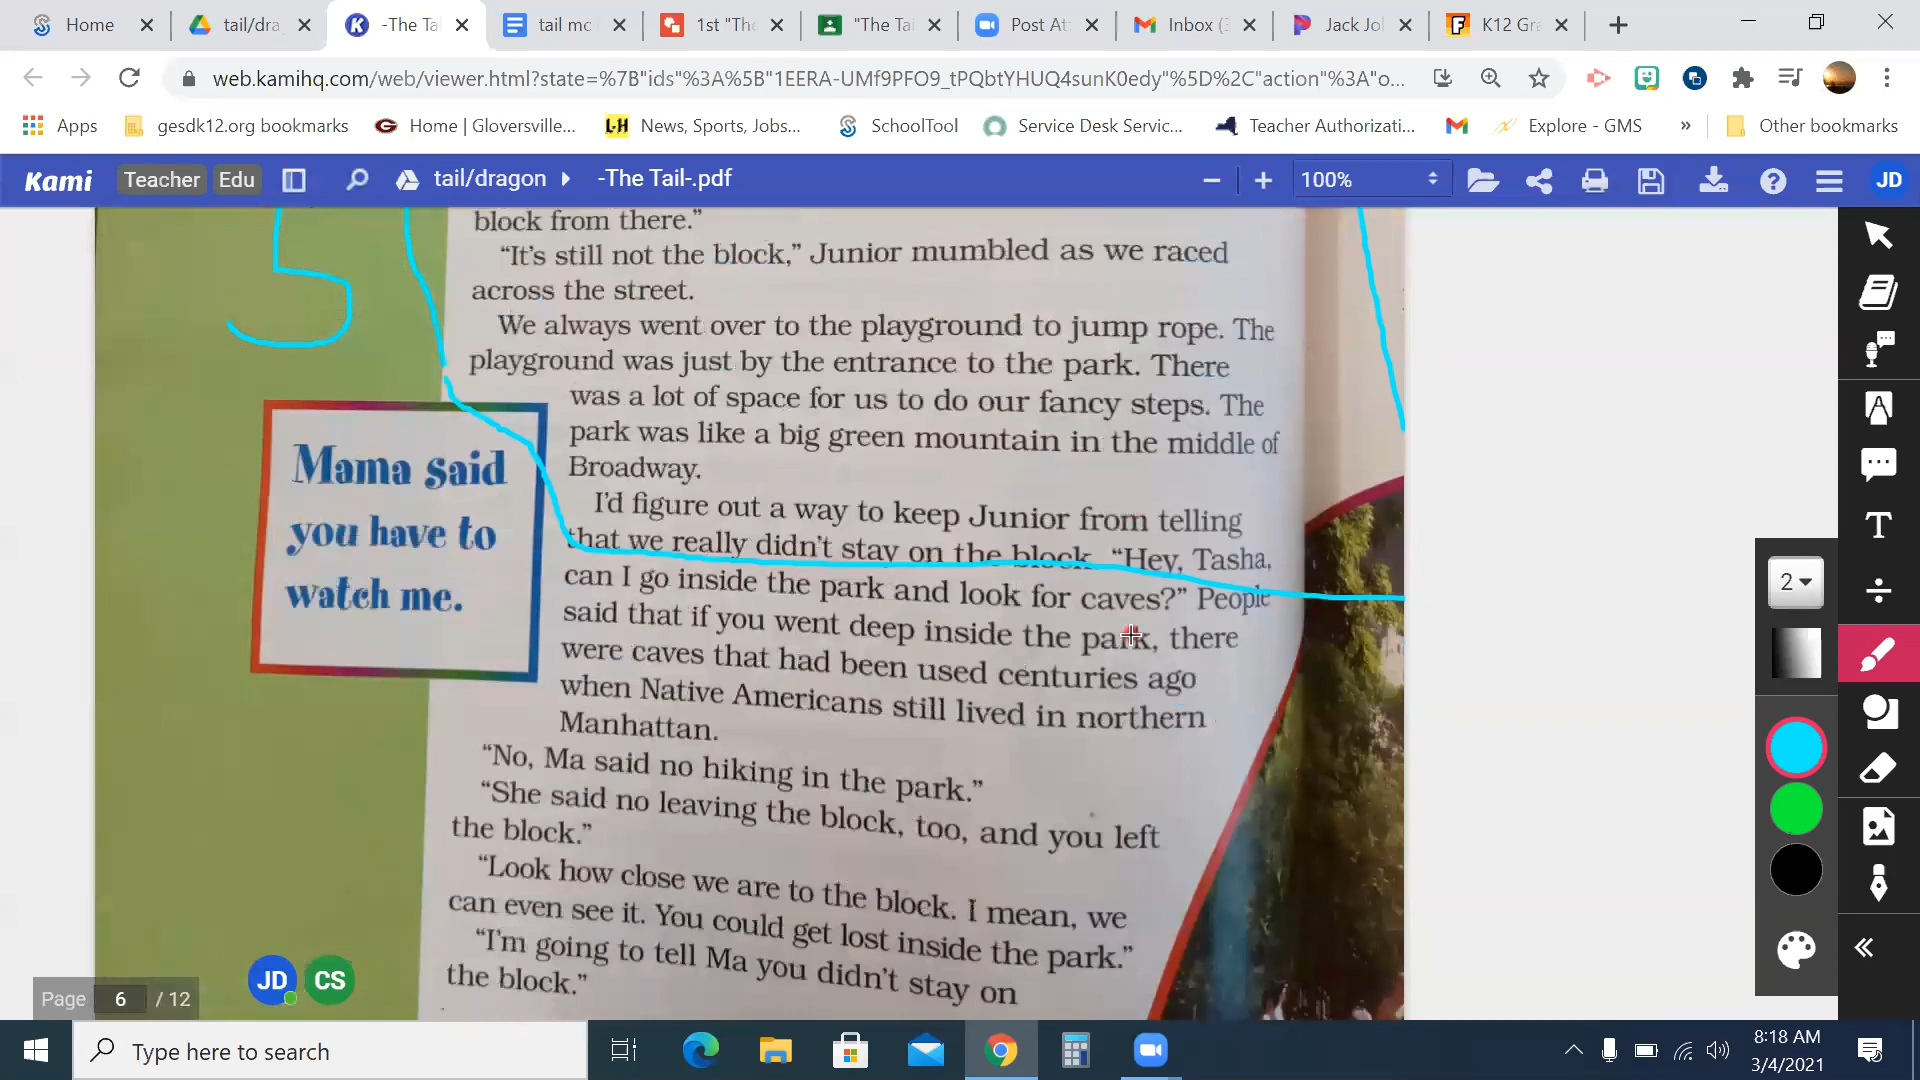 Home
tail/dra
-The Tai
tail mc
1st "The
"The Tai
Post At
Inbox (3
Jack Jol
K12 Gra
web.kamihq.com/web/viewer.html?state=%7B"ids"%3A%5B"1EERA-UMf9PFO9_tPQbtYHUQ4sunK0edy"%5D%2C"action"%3A"o...
Apps
gesdk12.org bookmarks
Home | Gloversville...
News, Sports, Jobs...
SchoolTool
Service Desk Servic...
Teacher Authorizati...
Explore - GMS
»
Other bookmarks
Kami
Teacher
Edu
tail/dragon
-The Tail-.pdf
100%
JD
5
block from there.”
“It's still not the block,” Junior mumbled as we raced
across the street.
We always went over to the playground to jump rope. The
playground was just by the entrance to the park. There
was a lot of space for us to do our fancy steps. The
park was like a big green mountain in the middle of
Broadway.
I'd figure out a way to keep Junior from telling
that we really didn't stay on the block. “Hey, Tasha,
can I go inside the park and look for caves?” People
said that if you went deep inside the park, there
were caves that had been used centuries ago
when Native Americans still lived in northern
Manhattan.
“No, Ma said no hiking in the park.”
“She said no leaving the block, too, and you left
the block.”
“Look how close we are to the block. I mean, we
can even see it. You could get lost inside the park.”
“I'm going to tell Ma you didn't stay on
the block.”
Mama said
you have to
watch me.
2
JD
CS
Page 6 / 12
Type here to search
8:18 AM
3/4/2021